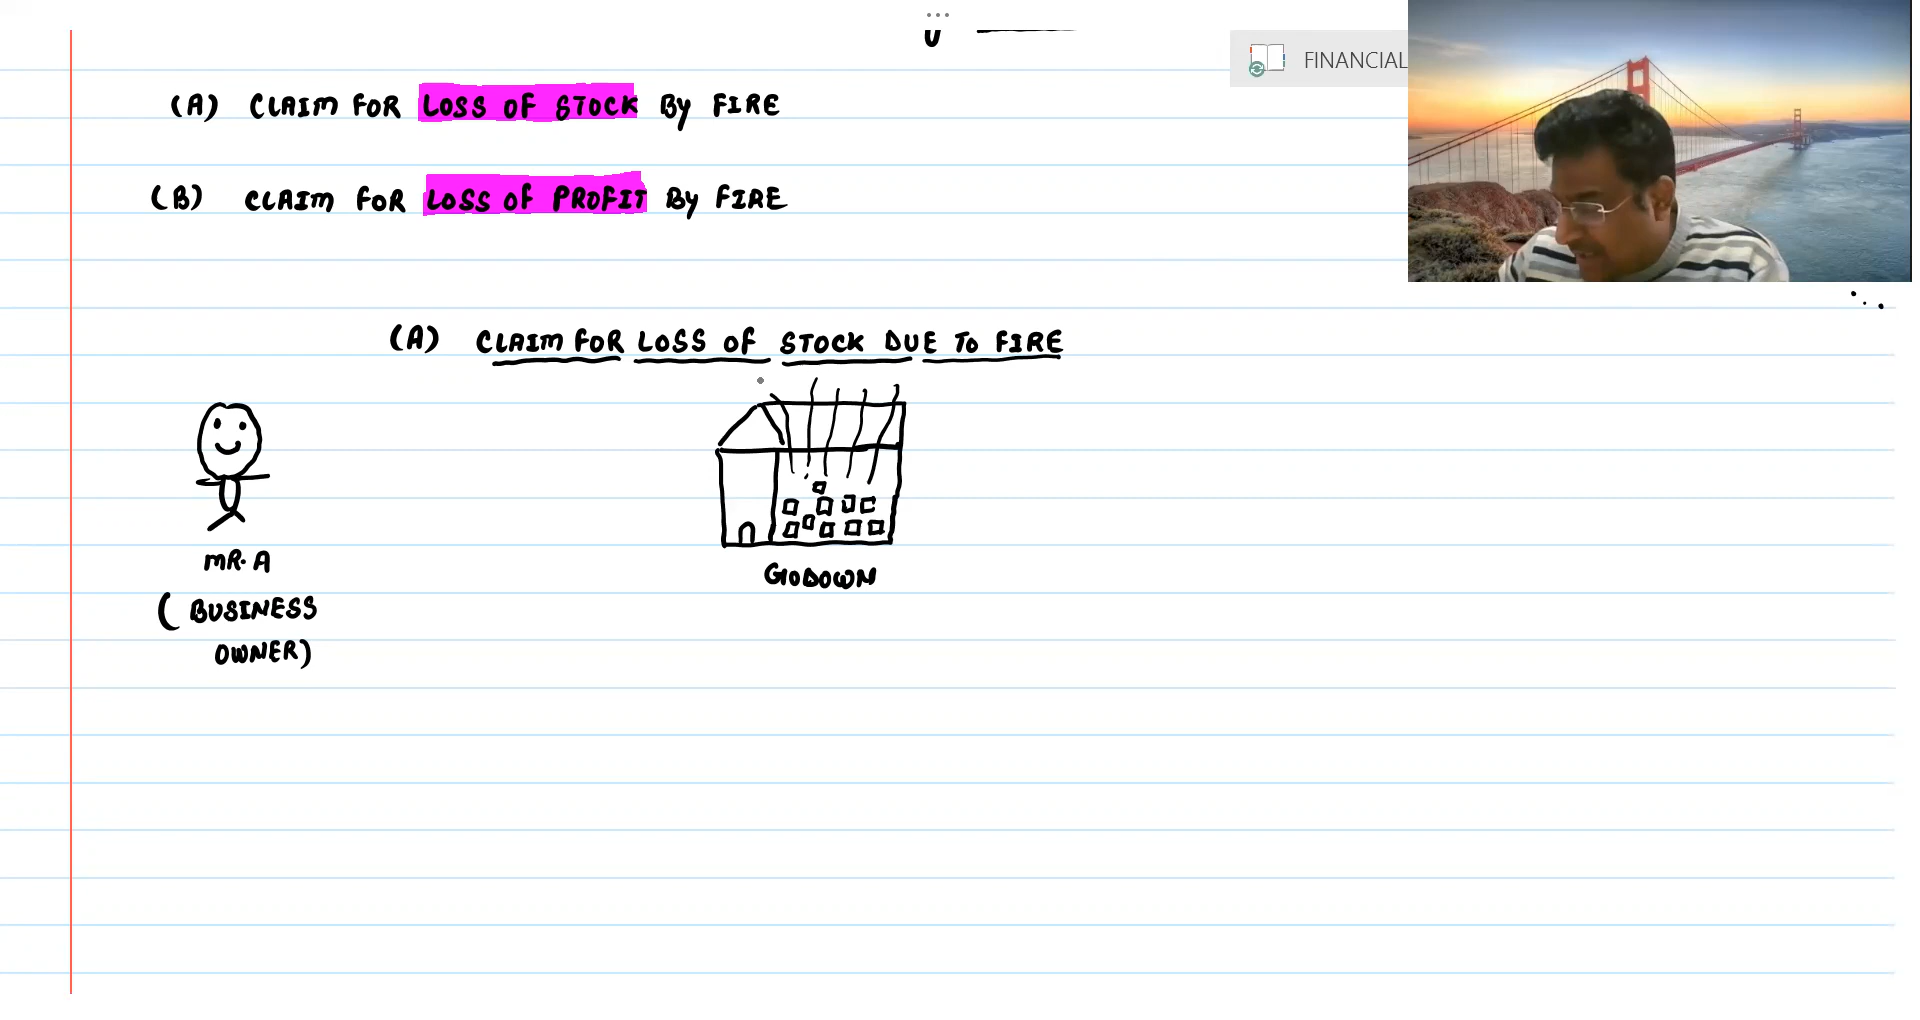 FINANCIAL
(A) CLAIM FOR LOSS OF STOCK By FIRE
(B) CLAIM FOR LOSS OF PROFIT By FIRE
(A) CLAIM FOR LOSS OF STOCK DUE TO FIRE
MR. A
(BUSINESS
OWNER)
GODOWN